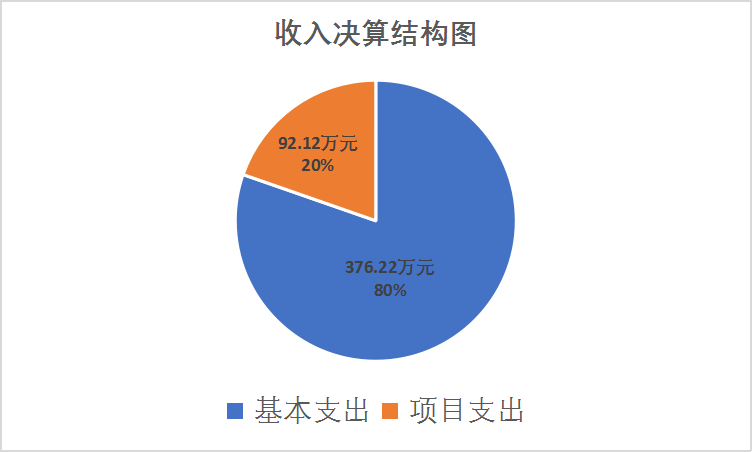 收入决算结构图
92.12万元
20%
376.22万元
80%
基本支出 项目支出